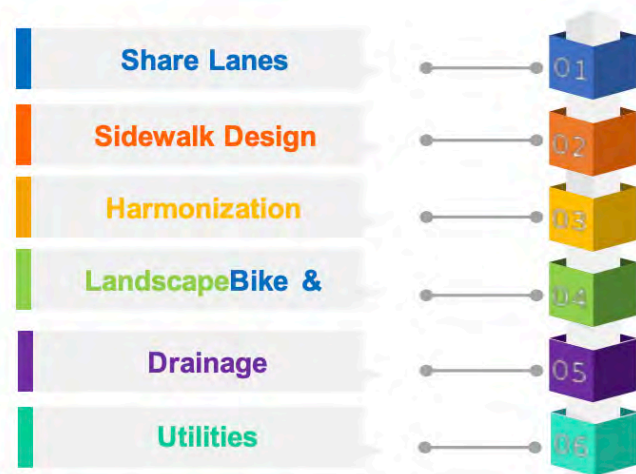 Share Lanes
01
Sidewalk Design
02
Harmonization
03
LandscapeBike &
04
Drainage
05
Utilities
06